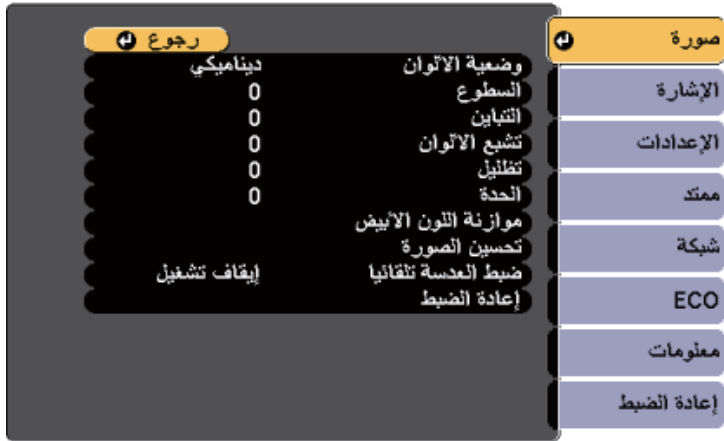 صورة
الإشارة
الإعدادات
ممتد
شبكة
ECO
معلومات
إعادة الضبط
رجوع
وضعية الألوان ديناميكي
السطوع 0
التباين 0
تشبع الألوان 0
تظليل 0
الحدة 0
موازنة اللون الأبيض
تحسين الصورة
ضبط العدسة تلقائيا إيقاف تشغيل
إعادة الضبط